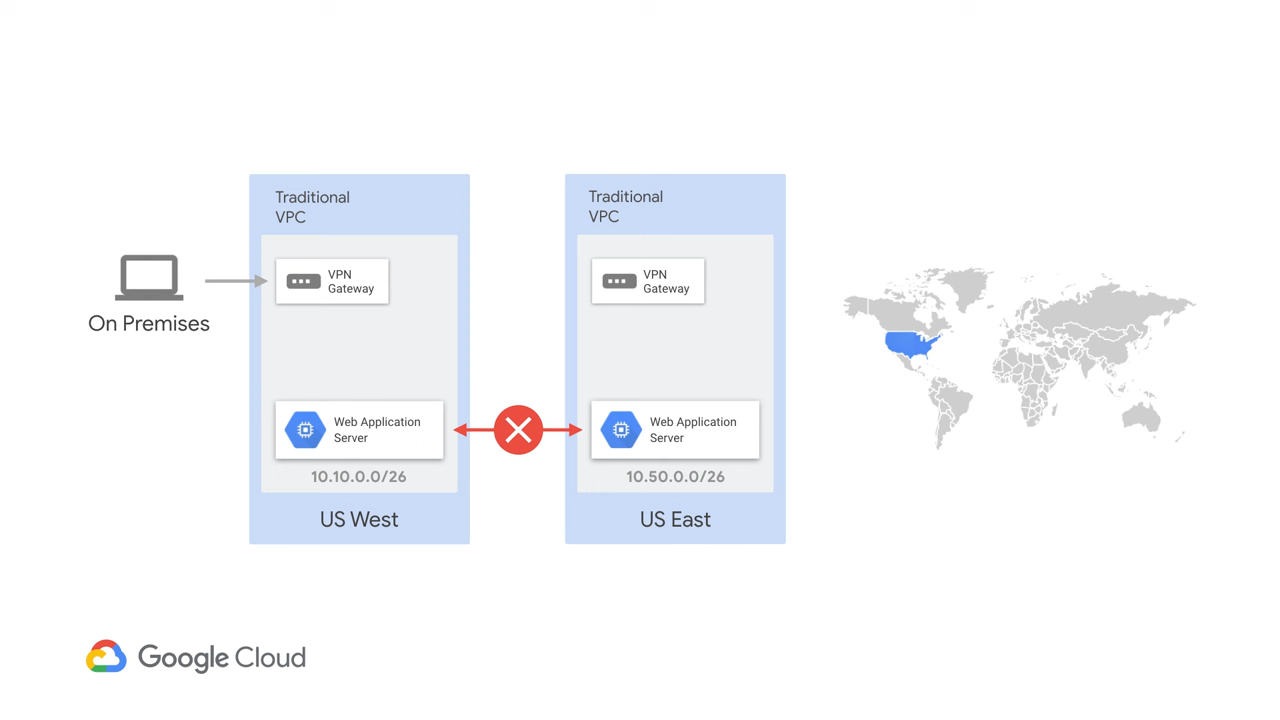 Traditional
VPC
VPN
Gateway
On Premises
Web Application
Server
10.10.0.0/26
US West
Traditional
VPC
VPN
Gateway
Web Application
Server
10.50.0.0/26
US East
Google Cloud